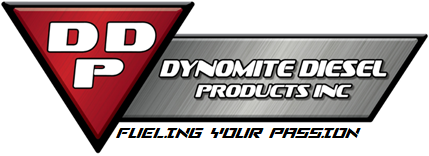 DD
P
DYNOMITE DIESEL
PRODUCTS INC
FUELING YOUR PASSION